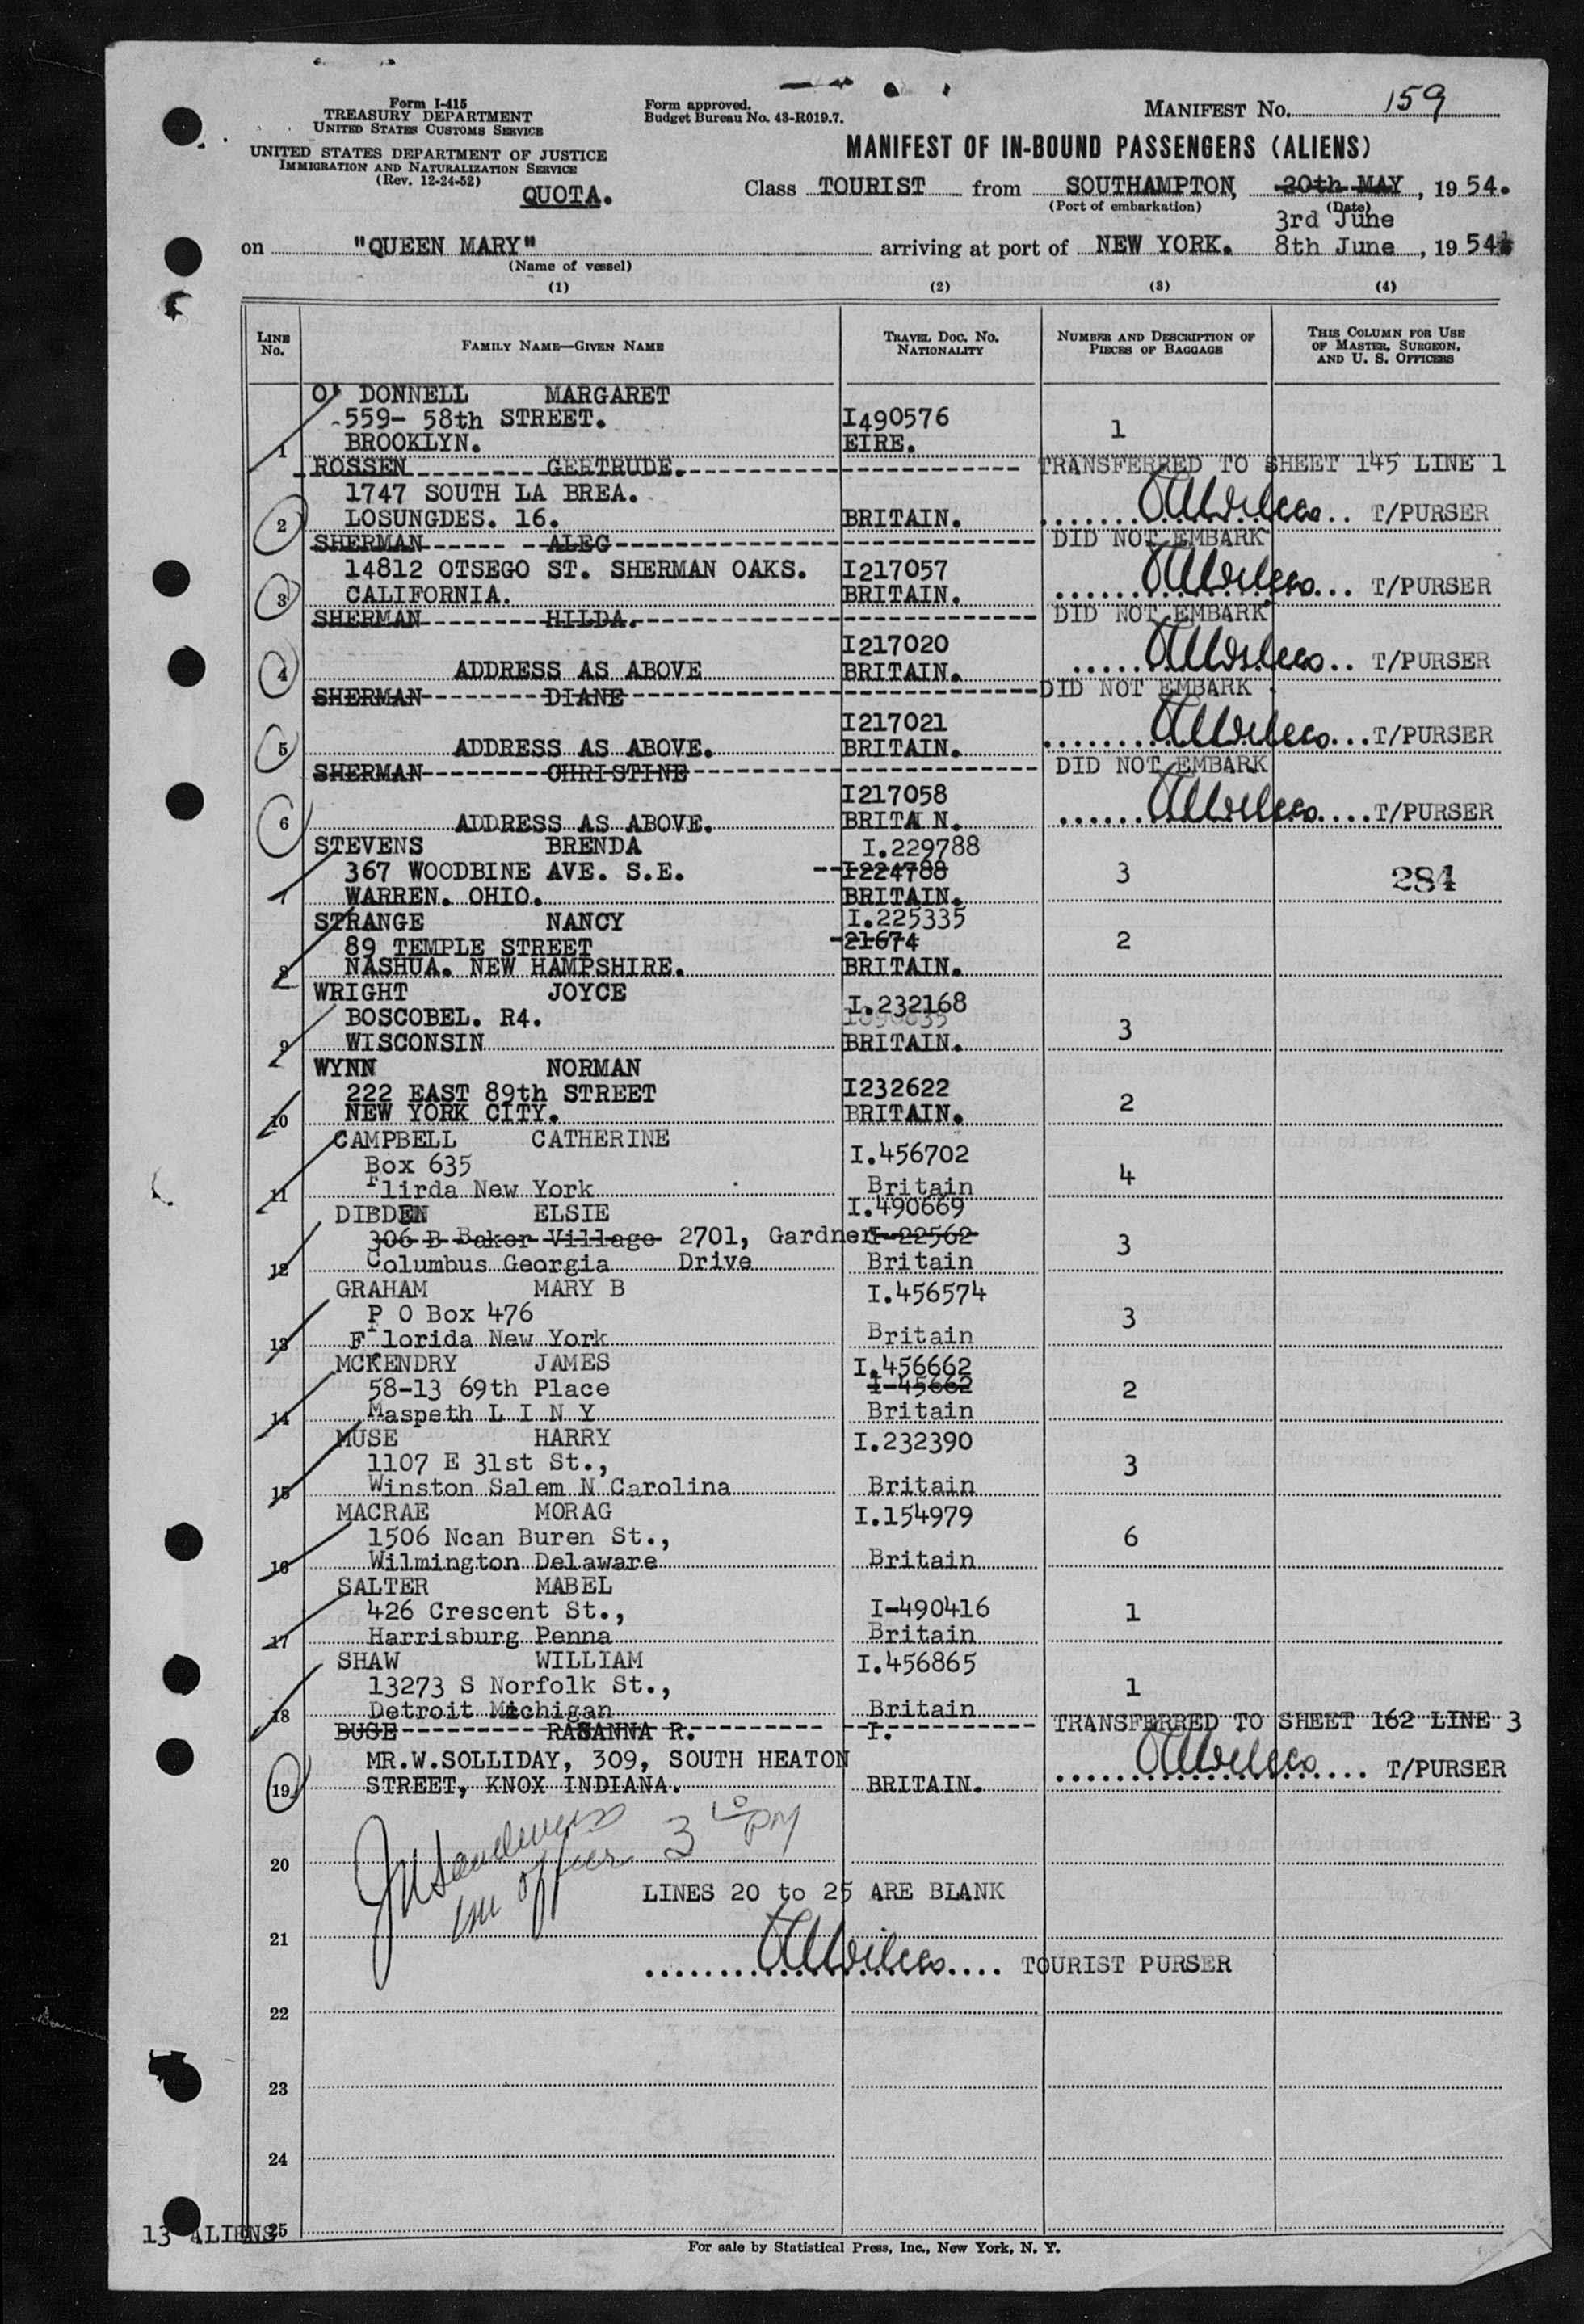 Form I-415
TREASURY DEPARTMENT
UNITED STATES CUSTOMS SERVICE
UNITED STATES DEPARTMENT OF JUSTICE
IMMIGRATION AND NATURALIZATION SERVICE
(Rev. 12-24-52)
QUOTA.
Form approved.
Budget Bureau No. 43-R019.7.
MANIFEST NO. 159
MANIFEST OF IN-BOUND PASSENGERS (ALIENS)
Class TOURIST from SOUTHAMPTON, 20th MAY, 1954.
(Port of embarkation) (Date)
3rd June
on "QUEEN MARY" arriving at port of NEW YORK. 8th June, 1954
(Name of vessel)
(1) (2) (3) (4)
LINE No. FAMILY NAME—GIVEN NAME TRAVEL DOC. NO. NATIONALITY NUMBER AND DESCRIPTION OF PIECES OF BAGGAGE THIS COLUMN FOR USE OF MASTER, SURGEON, AND U. S. OFFICERS
O' DONNELL MARGARET
559- 58th STREET. I490576 1
1 BROOKLYN. EIRE.
ROSSEN GERTRUDE. TRANSFERRED TO SHEET 145 LINE 1
1747 SOUTH LA BREA.
2 LOSUNGDES. 16. BRITAIN. T/PURSER
SHERMAN ALEC DID NOT EMBARK
14812 OTSEGO ST. SHERMAN OAKS. I217057
3 CALIFORNIA. BRITAIN. T/PURSER
SHERMAN HILDA. DID NOT EMBARK
I217020
4 ADDRESS AS ABOVE BRITAIN. T/PURSER
SHERMAN DIANE DID NOT EMBARK
I217021
5 ADDRESS AS ABOVE. BRITAIN. T/PURSER
SHERMAN CHRISTINE DID NOT EMBARK
I217058
6 ADDRESS AS ABOVE. BRITAIN. T/PURSER
STEVENS BRENDA I.229788
367 WOODBINE AVE. S.E. I224788 3 284
7 WARREN. OHIO. BRITAIN.
STRANGE NANCY I.225335
89 TEMPLE STREET 21674 2
8 NASHUA. NEW HAMPSHIRE. BRITAIN.
WRIGHT JOYCE I.232168
BOSCOBEL. R4. 3
9 WISCONSIN BRITAIN.
WYNN NORMAN
222 EAST 89th STREET I232622 2
10 NEW YORK CITY. BRITAIN.
CAMPBELL CATHERINE
Box 635 I.456702 4
11 Flirda New York Britain
DIBDEN ELSIE I.490669
306 B Baker Village 2701, Gardner I-22562 3
12 Columbus Georgia Drive Britain
GRAHAM MARY B I.456574
P O Box 476 3
13 Florida New York Britain
MCKENDRY JAMES I.456662
58-13 69th Place I-45662 2
14 Maspeth L I N Y Britain
MUSE HARRY I.232390
1107 E 31st St., 3
15 Winston Salem N Carolina Britain
MACRAE MORAG I.154979
1506 Ncan Buren St., 6
16 Wilmington Delaware Britain
SALTER MABEL
426 Crescent St., I-490416 1
17 Harrisburg Penna Britain
SHAW WILLIAM I.456865
13273 S Norfolk St., 1
18 Detroit Michigan Britain
BUSE RASANNA R. I. TRANSFERRED TO SHEET 162 LINE 3
MR.W.SOLLIDAY, 309, SOUTH HEATON
19 STREET, KNOX INDIANA. BRITAIN. T/PURSER
Imm officer 3 10 PM
20
LINES 20 to 25 ARE BLANK
21
TOURIST PURSER
22
23
24
13 ALIENS 25
For sale by Statistical Press, Inc., New York, N. Y.